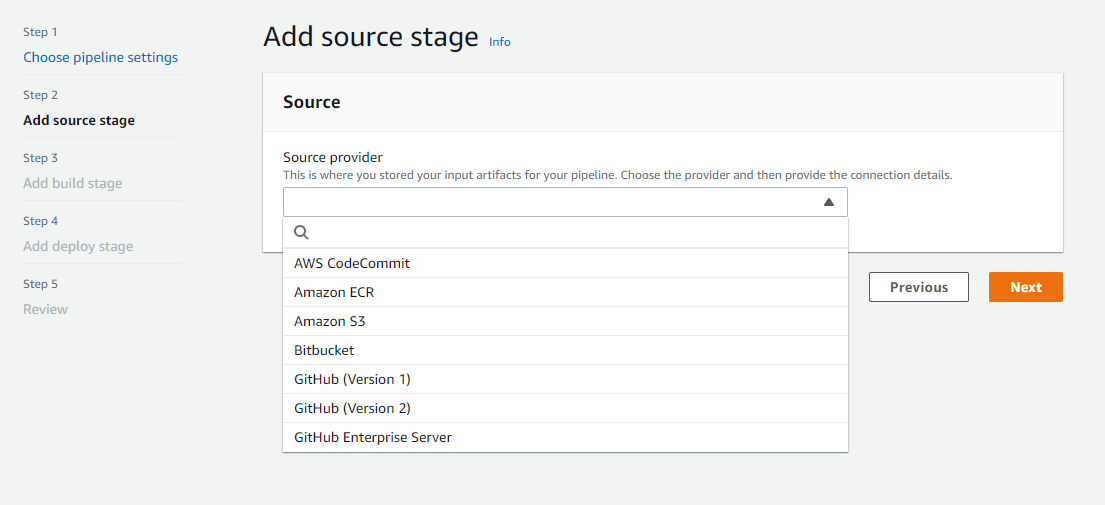 Step 1
Choose pipeline settings
Step 2
Add source stage
Step 3
Add build stage
Step 4
Add deploy stage
Step 5
Review
Add source stage Info
Source
Source provider
This is where you stored your input artifacts for your pipeline. Choose the provider and then provide the connection details.
AWS CodeCommit
Amazon ECR
Amazon S3
Bitbucket
GitHub (Version 1)
GitHub (Version 2)
GitHub Enterprise Server
Previous Next